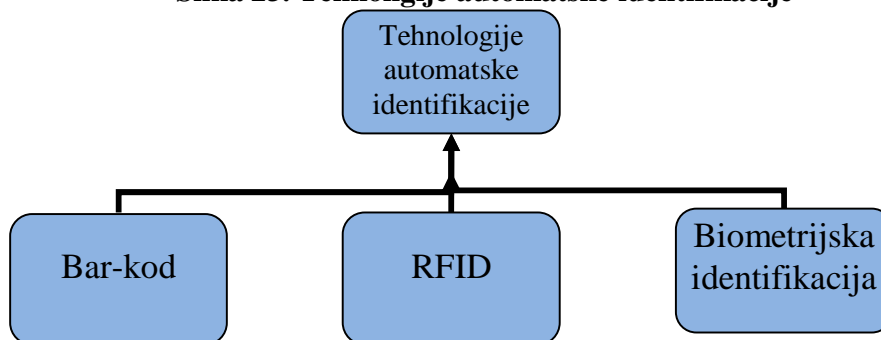 Tehnologije
automatske
identifikacije
Bar-kod
RFID
Biometrijska
identifikacija